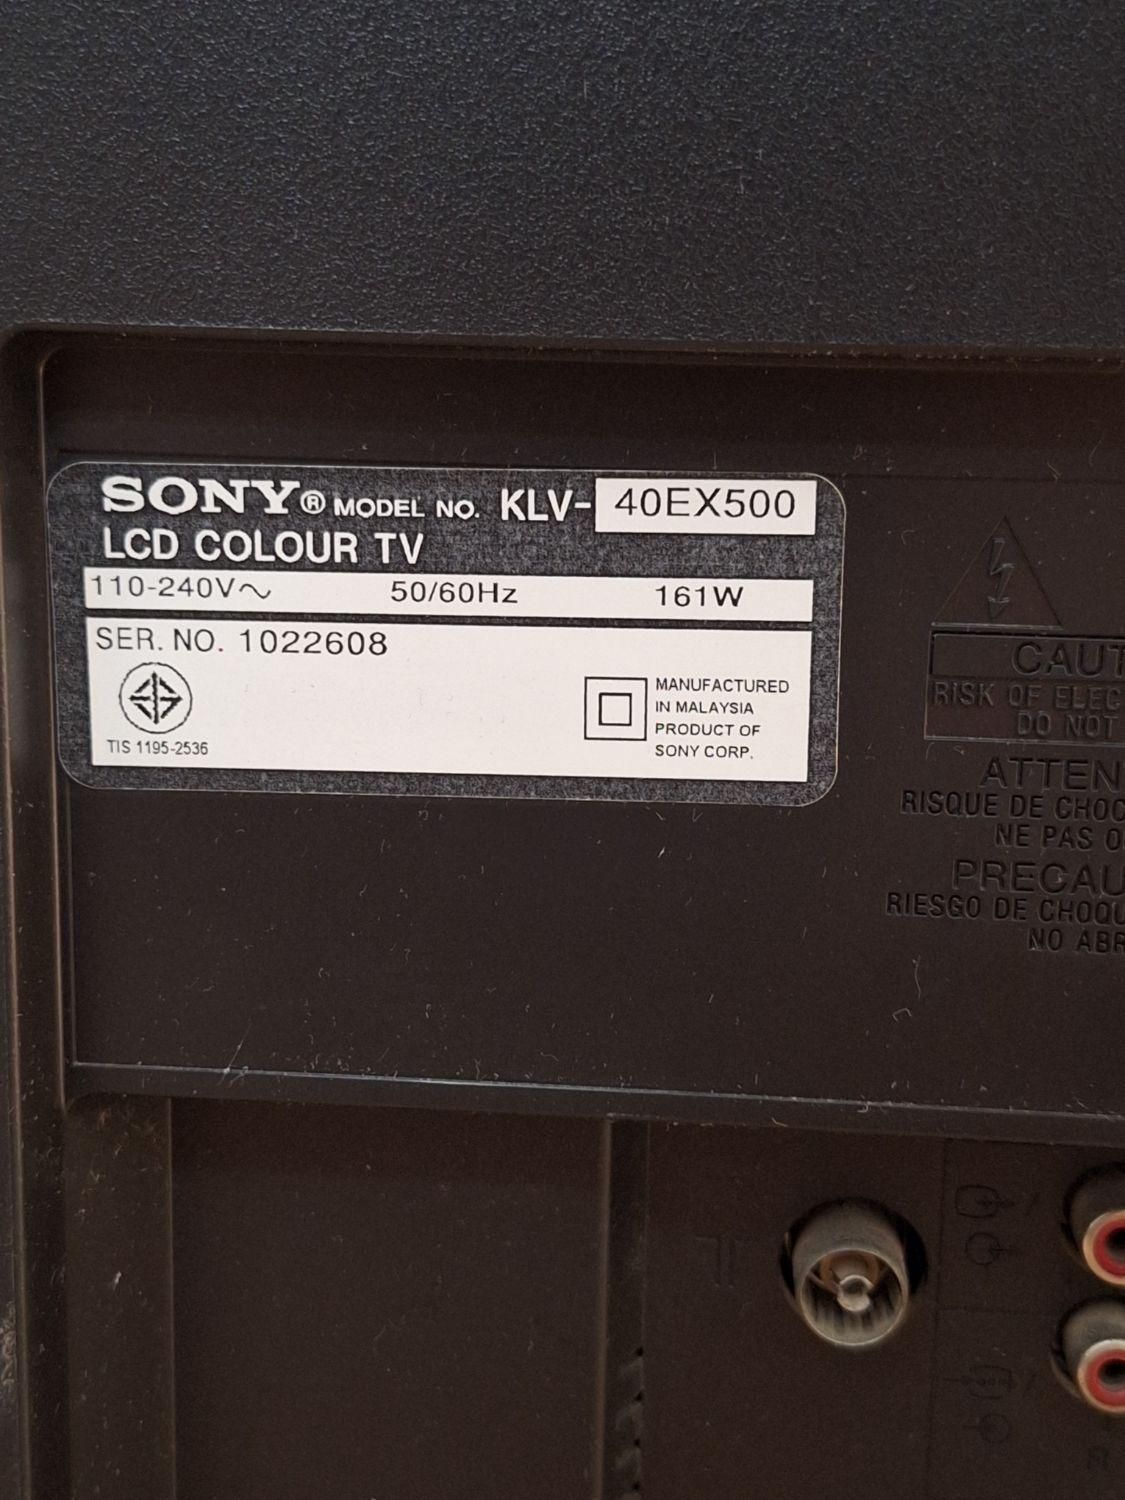 SONY® MODEL NO. KLV-40EX500
LCD COLOUR TV
110-240V~ 50/60Hz 161W
SER. NO. 1022608
TIS 1195-2536
MANUFACTURED
IN MALAYSIA
PRODUCT OF
SONY CORP.
CAUT
RISK OF ELEC
DO NOT
ATTEN
RISQUE DE CHOC
NE PAS O
PRECAU
RIESGO DE CHOQU
NO ABR
R